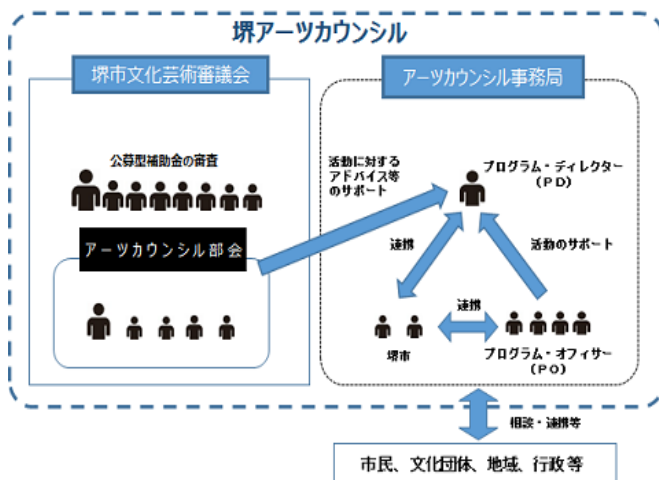 堺アーツカウンシル
堺市文化芸術審議会
アーツカウンシル事務局
公募型補助金の審査
アーツカウンシル部会
活動に対する
アドバイス等
のサポート
プログラム・ディレクター
(PD)
連携
活動のサポート
連携
堺市
プログラム・オフィサー
(PO)
相談・連携等
市民、文化団体、地域、行政等